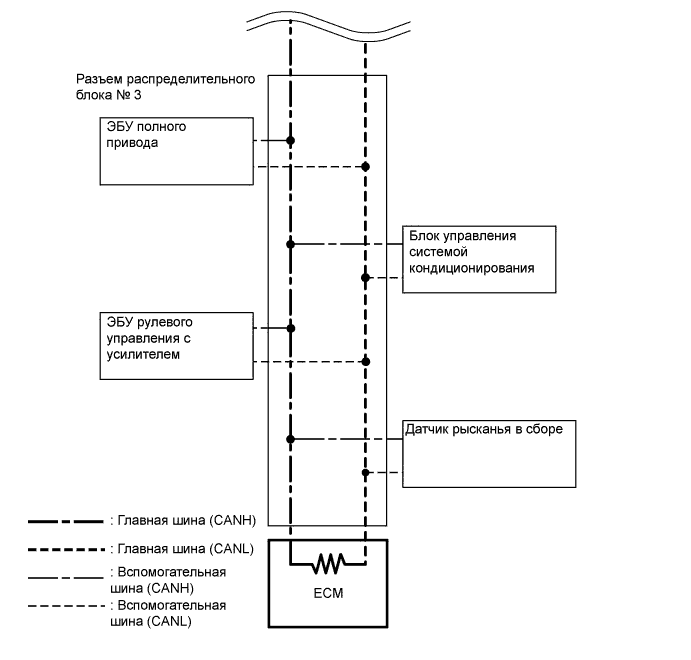 Разъем распределительного
блока № 3
ЭБУ полного
привода
Блок управления
системой
кондиционирования
ЭБУ рулевого
управления с
усилителем
Датчик рысканья в сборе
: Главная шина (CANH)
: Главная шина (CANL)
: Вспомогательная
шина (CANH)
: Вспомогательная
шина (CANL)
ECM